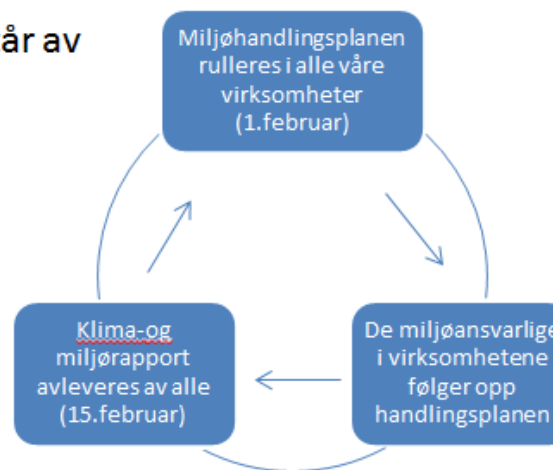 år av
Miljøhandlingsplanen
rulleres i alle våre
virksomheter
(1.februar)
Klima-og
miljørapport
avleveres av alle
(15.februar)
De miljøansvarlige
i virksomhetene
følger opp
handlingsplanen